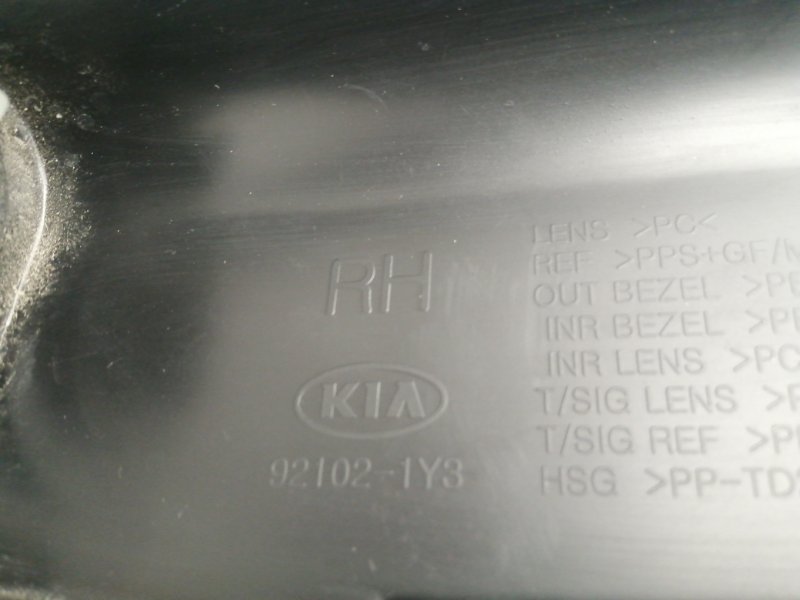 RH
KIA
92102-1Y3
LENS >PC<
REF >PPS+GF/M
OUT BEZEL >P
INR BEZEL >P
INR LENS >PC
T/SIG LENS >P
T/SIG REF >P
HSG >PP-TD